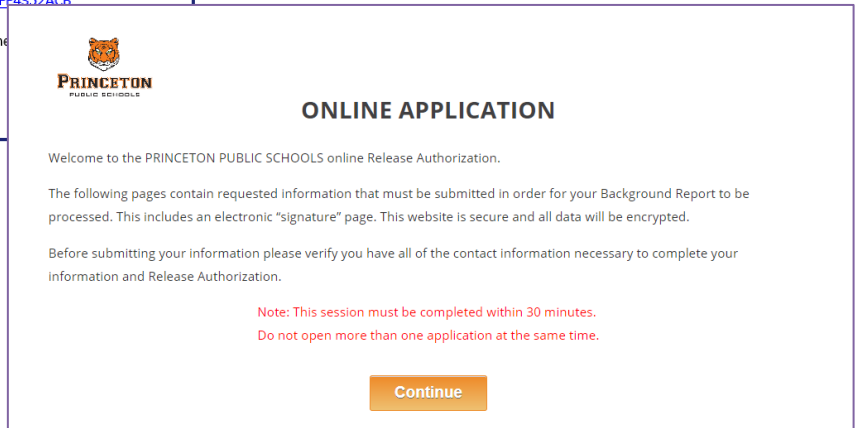 PRINCETON
PUBLIC SCHOOLS
ONLINE APPLICATION
Welcome to the PRINCETON PUBLIC SCHOOLS online Release Authorization.
The following pages contain requested information that must be submitted in order for your Background Report to be
processed. This includes an electronic “signature” page. This website is secure and all data will be encrypted.
Before submitting your information please verify you have all of the contact information necessary to complete your
information and Release Authorization.
Note: This session must be completed within 30 minutes.
Do not open more than one application at the same time.
Continue